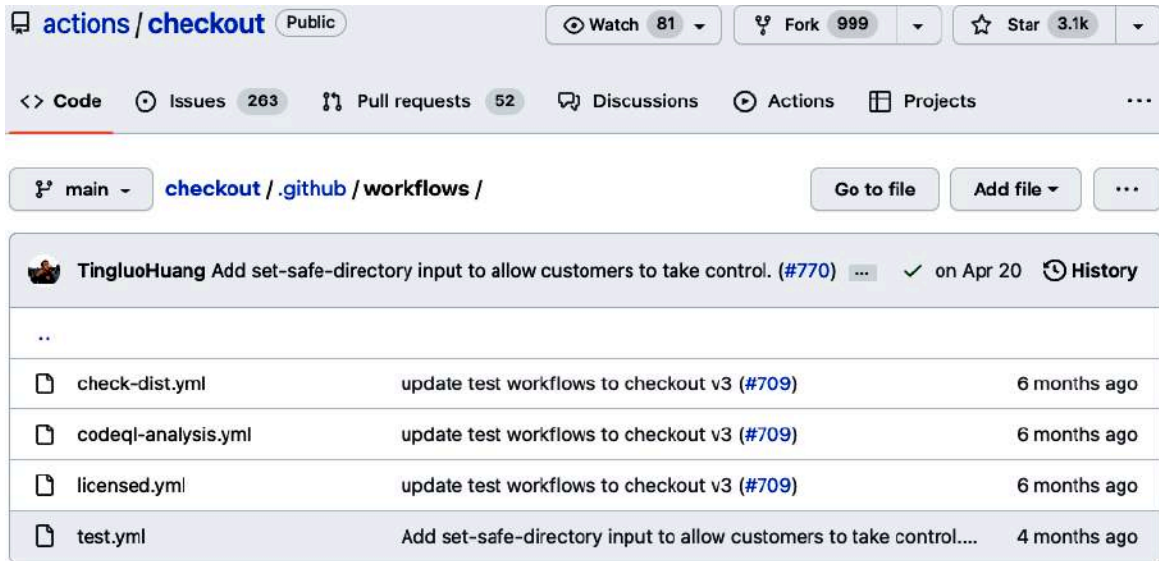 actions / checkout Public Watch 81 Fork 999 Star 3.1k
<> Code Issues 263 Pull requests 52 Discussions Actions Projects ...
main checkout / .github / workflows / Go to file Add file ...
TingluoHuang Add set-safe-directory input to allow customers to take control. (#770) ... on Apr 20 History
..
check-dist.yml update test workflows to checkout v3 (#709) 6 months ago
codeql-analysis.yml update test workflows to checkout v3 (#709) 6 months ago
licensed.yml update test workflows to checkout v3 (#709) 6 months ago
test.yml Add set-safe-directory input to allow customers to take control.... 4 months ago